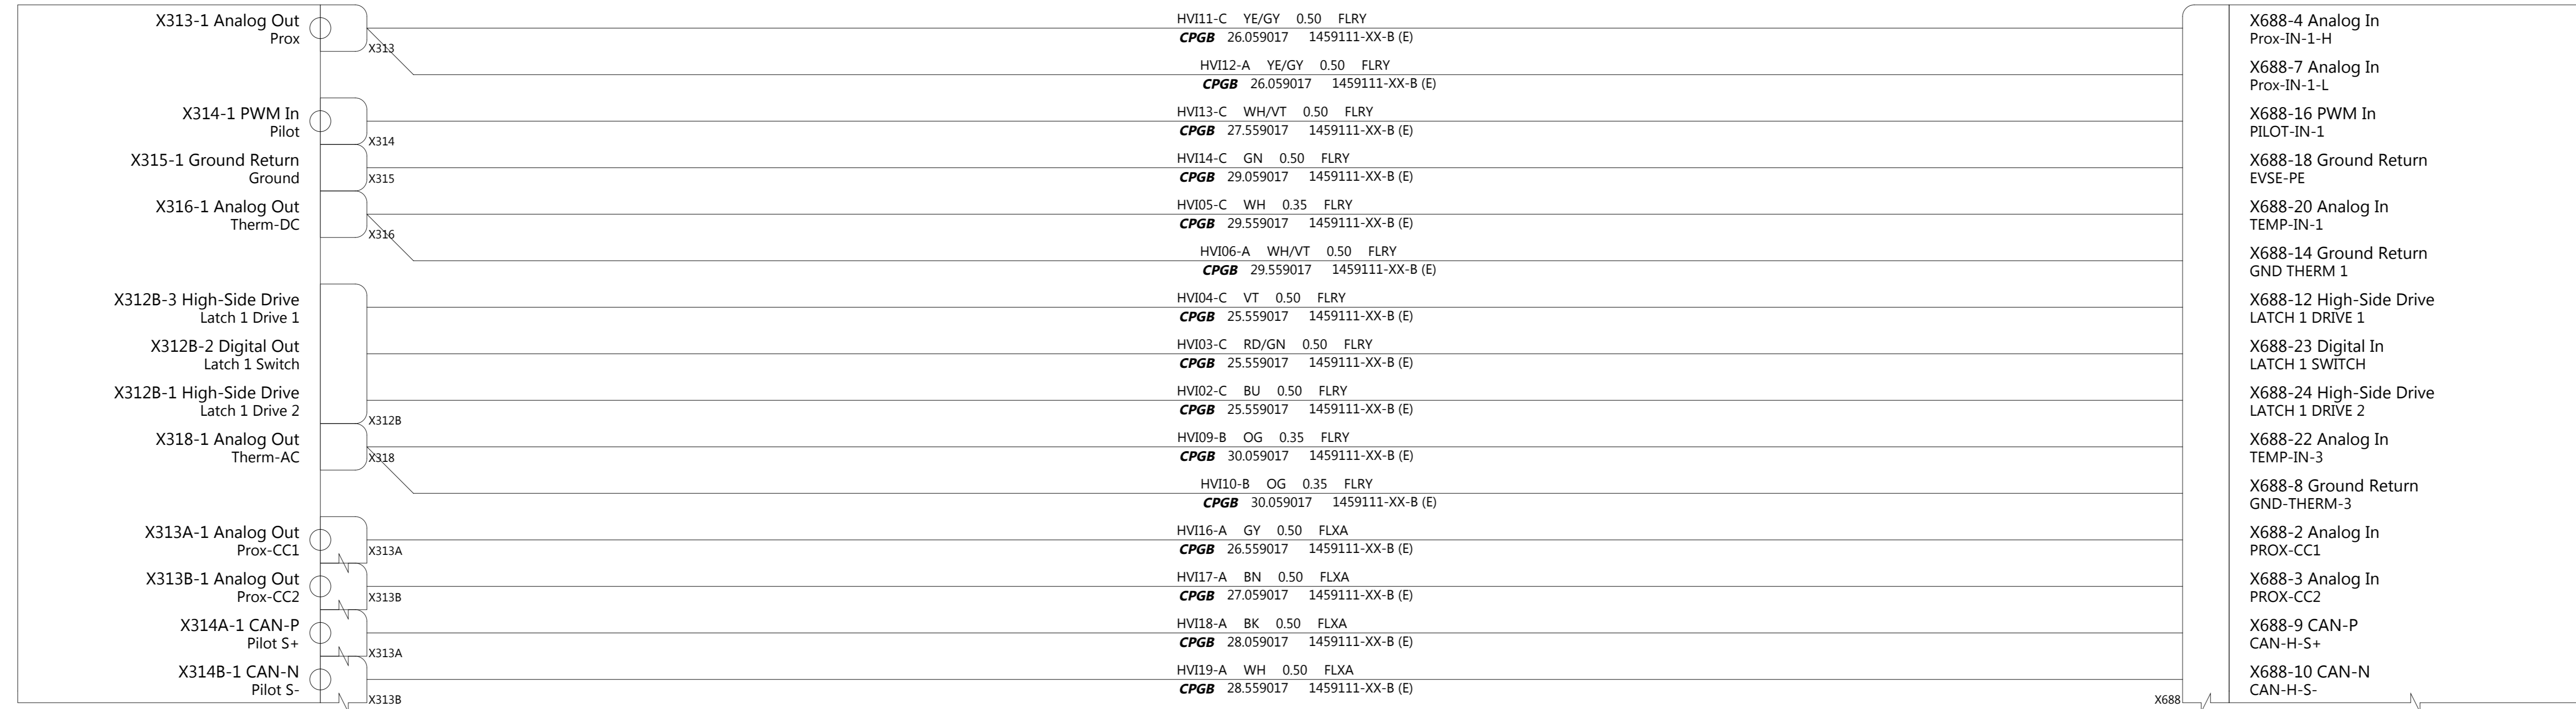 X313-1 Analog Out
Prox
X313
HVI11-C YE/GY 0.50 FLRY
CPGB 26.059017 1459111-XX-B (E)
X688-4 Analog In
Prox-IN-1-H
HVI12-A YE/GY 0.50 FLRY
CPGB 26.059017 1459111-XX-B (E)
X688-7 Analog In
Prox-IN-1-L
X314-1 PWM In
Pilot
X314
HVI13-C WH/VT 0.50 FLRY
CPGB 27.559017 1459111-XX-B (E)
X688-16 PWM In
PILOT-IN-1
X315-1 Ground Return
Ground
X315
HVI14-C GN 0.50 FLRY
CPGB 29.059017 1459111-XX-B (E)
X688-18 Ground Return
EVSE-PE
X316-1 Analog Out
Therm-DC
X316
HVI05-C WH 0.35 FLRY
CPGB 29.559017 1459111-XX-B (E)
X688-20 Analog In
TEMP-IN-1
HVI06-A WH/VT 0.50 FLRY
CPGB 29.559017 1459111-XX-B (E)
X688-14 Ground Return
GND THERM 1
X312B-3 High-Side Drive
Latch 1 Drive 1
HVI04-C VT 0.50 FLRY
CPGB 25.559017 1459111-XX-B (E)
X688-12 High-Side Drive
LATCH 1 DRIVE 1
X312B-2 Digital Out
Latch 1 Switch
HVI03-C RD/GN 0.50 FLRY
CPGB 25.559017 1459111-XX-B (E)
X688-23 Digital In
LATCH 1 SWITCH
X312B-1 High-Side Drive
Latch 1 Drive 2
X312B
HVI02-C BU 0.50 FLRY
CPGB 25.559017 1459111-XX-B (E)
X688-24 High-Side Drive
LATCH 1 DRIVE 2
X318-1 Analog Out
Therm-AC
X318
HVI09-B OG 0.35 FLRY
CPGB 30.059017 1459111-XX-B (E)
X688-22 Analog In
TEMP-IN-3
HVI10-B OG 0.35 FLRY
CPGB 30.059017 1459111-XX-B (E)
X688-8 Ground Return
GND-THERM-3
X313A-1 Analog Out
Prox-CC1
X313A
HVI16-A GY 0.50 FLXA
CPGB 26.559017 1459111-XX-B (E)
X688-2 Analog In
PROX-CC1
X313B-1 Analog Out
Prox-CC2
X313B
HVI17-A BN 0.50 FLXA
CPGB 27.059017 1459111-XX-B (E)
X688-3 Analog In
PROX-CC2
X314A-1 CAN-P
Pilot S+
X313A
HVI18-A BK 0.50 FLXA
CPGB 28.059017 1459111-XX-B (E)
X688-9 CAN-P
CAN-H-S+
X314B-1 CAN-N
Pilot S-
X313B
HVI19-A WH 0.50 FLXA
CPGB 28.559017 1459111-XX-B (E)
X688
X688-10 CAN-N
CAN-H-S-